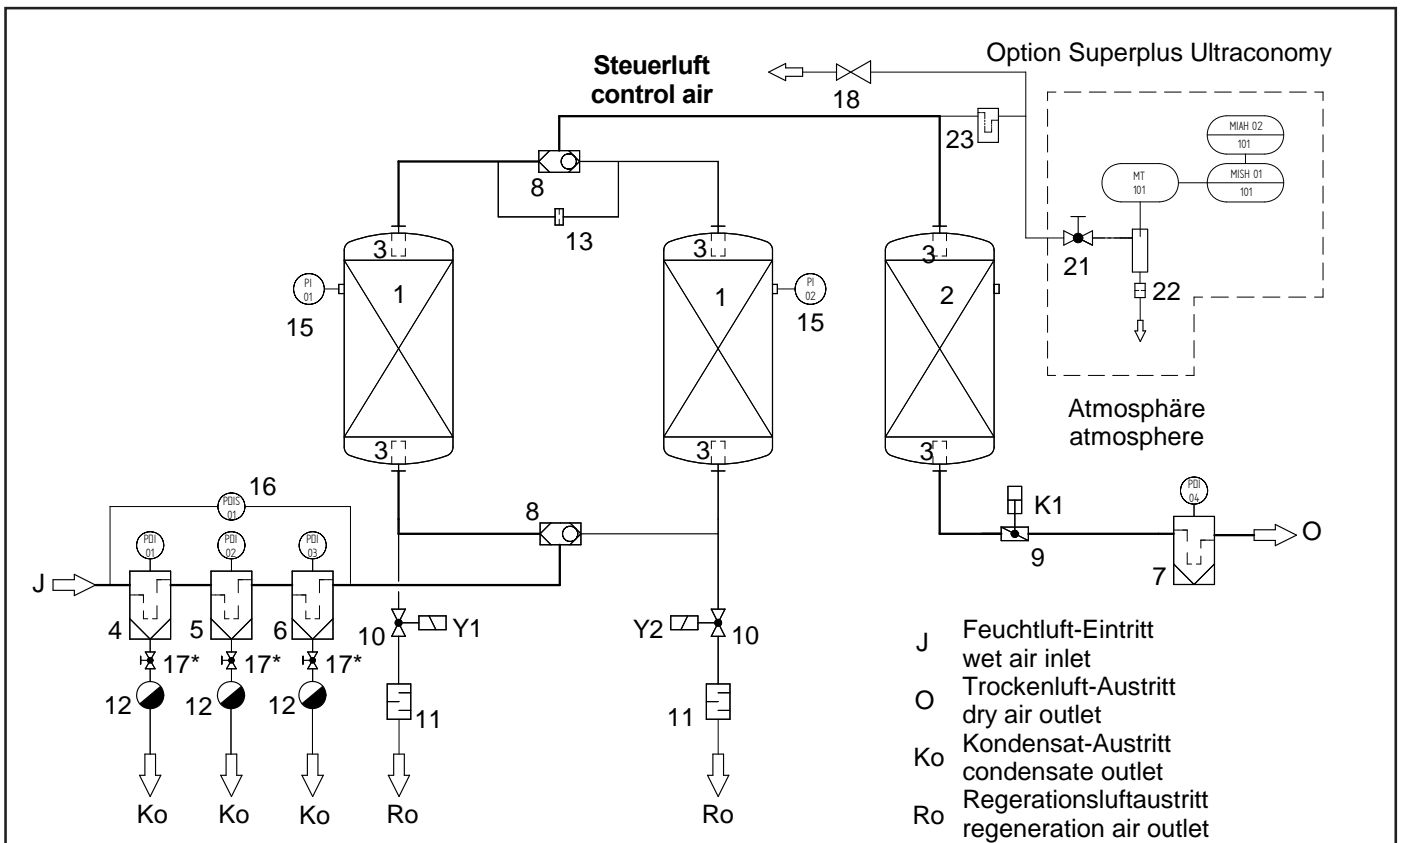 Option Superplus Ultraconomy
Steuerluft
control air
18
23
MIAH 02
101
MT
101
MISH 01
101
8
13
21
22
3
3
3
PI
01
15
1
1
PI
02
15
2
Atmosphäre
atmosphere
3
3
3
16
PDIS
01
8
K1
9
PDI
04
7
O
PDI
01
PDI
02
PDI
03
J
4
5
6
10
Y1
Y2
10
17*
17*
17*
12
12
12
11
11
Ko
Ko
Ko
Ro
Ro
J
Feuchtluft-Eintritt
wet air inlet
O
Trockenluft-Austritt
dry air outlet
Ko
Kondensat-Austritt
condensate outlet
Ro
Regerationsluftaustritt
regeneration air outlet